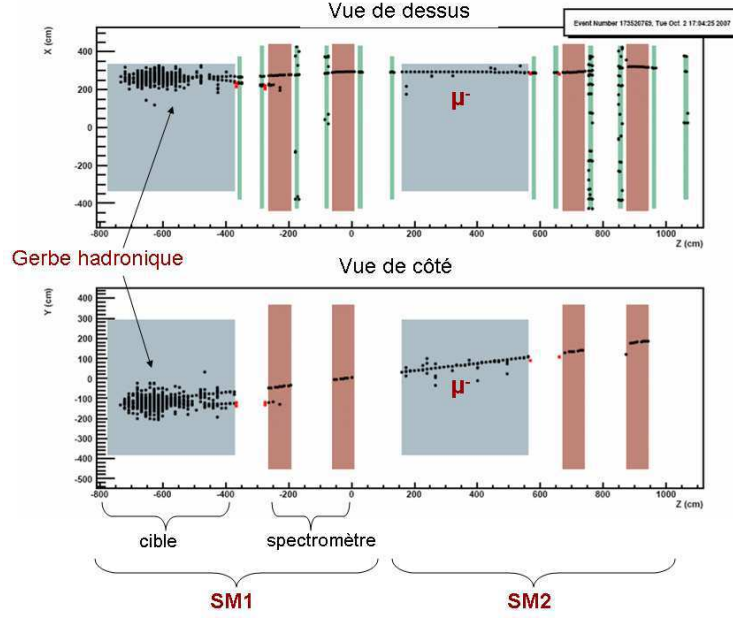 Vue de dessus
Event Number 173520769, Tue Oct. 2 17:04:25 2007
X (cm)
400
200
0
-200
-400
μ-
-800 -600 -400 -200 0 200 400 600 800 1000
Z (cm)
Gerbe hadronique
Vue de côté
Y (cm)
400
300
200
100
0
-100
-200
-300
-400
-500
μ-
-800 -600 -400 -200 0 200 400 600 800 1000
Z (cm)
cible
spectromètre
SM1
SM2